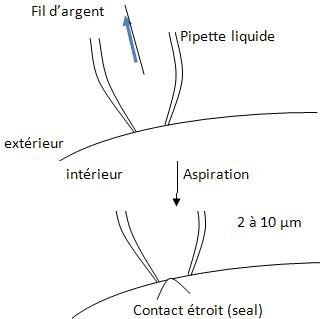 Fil d’argent
Pipette liquide
extérieur
intérieur
Aspiration
2 à 10 µm
Contact étroit (seal)